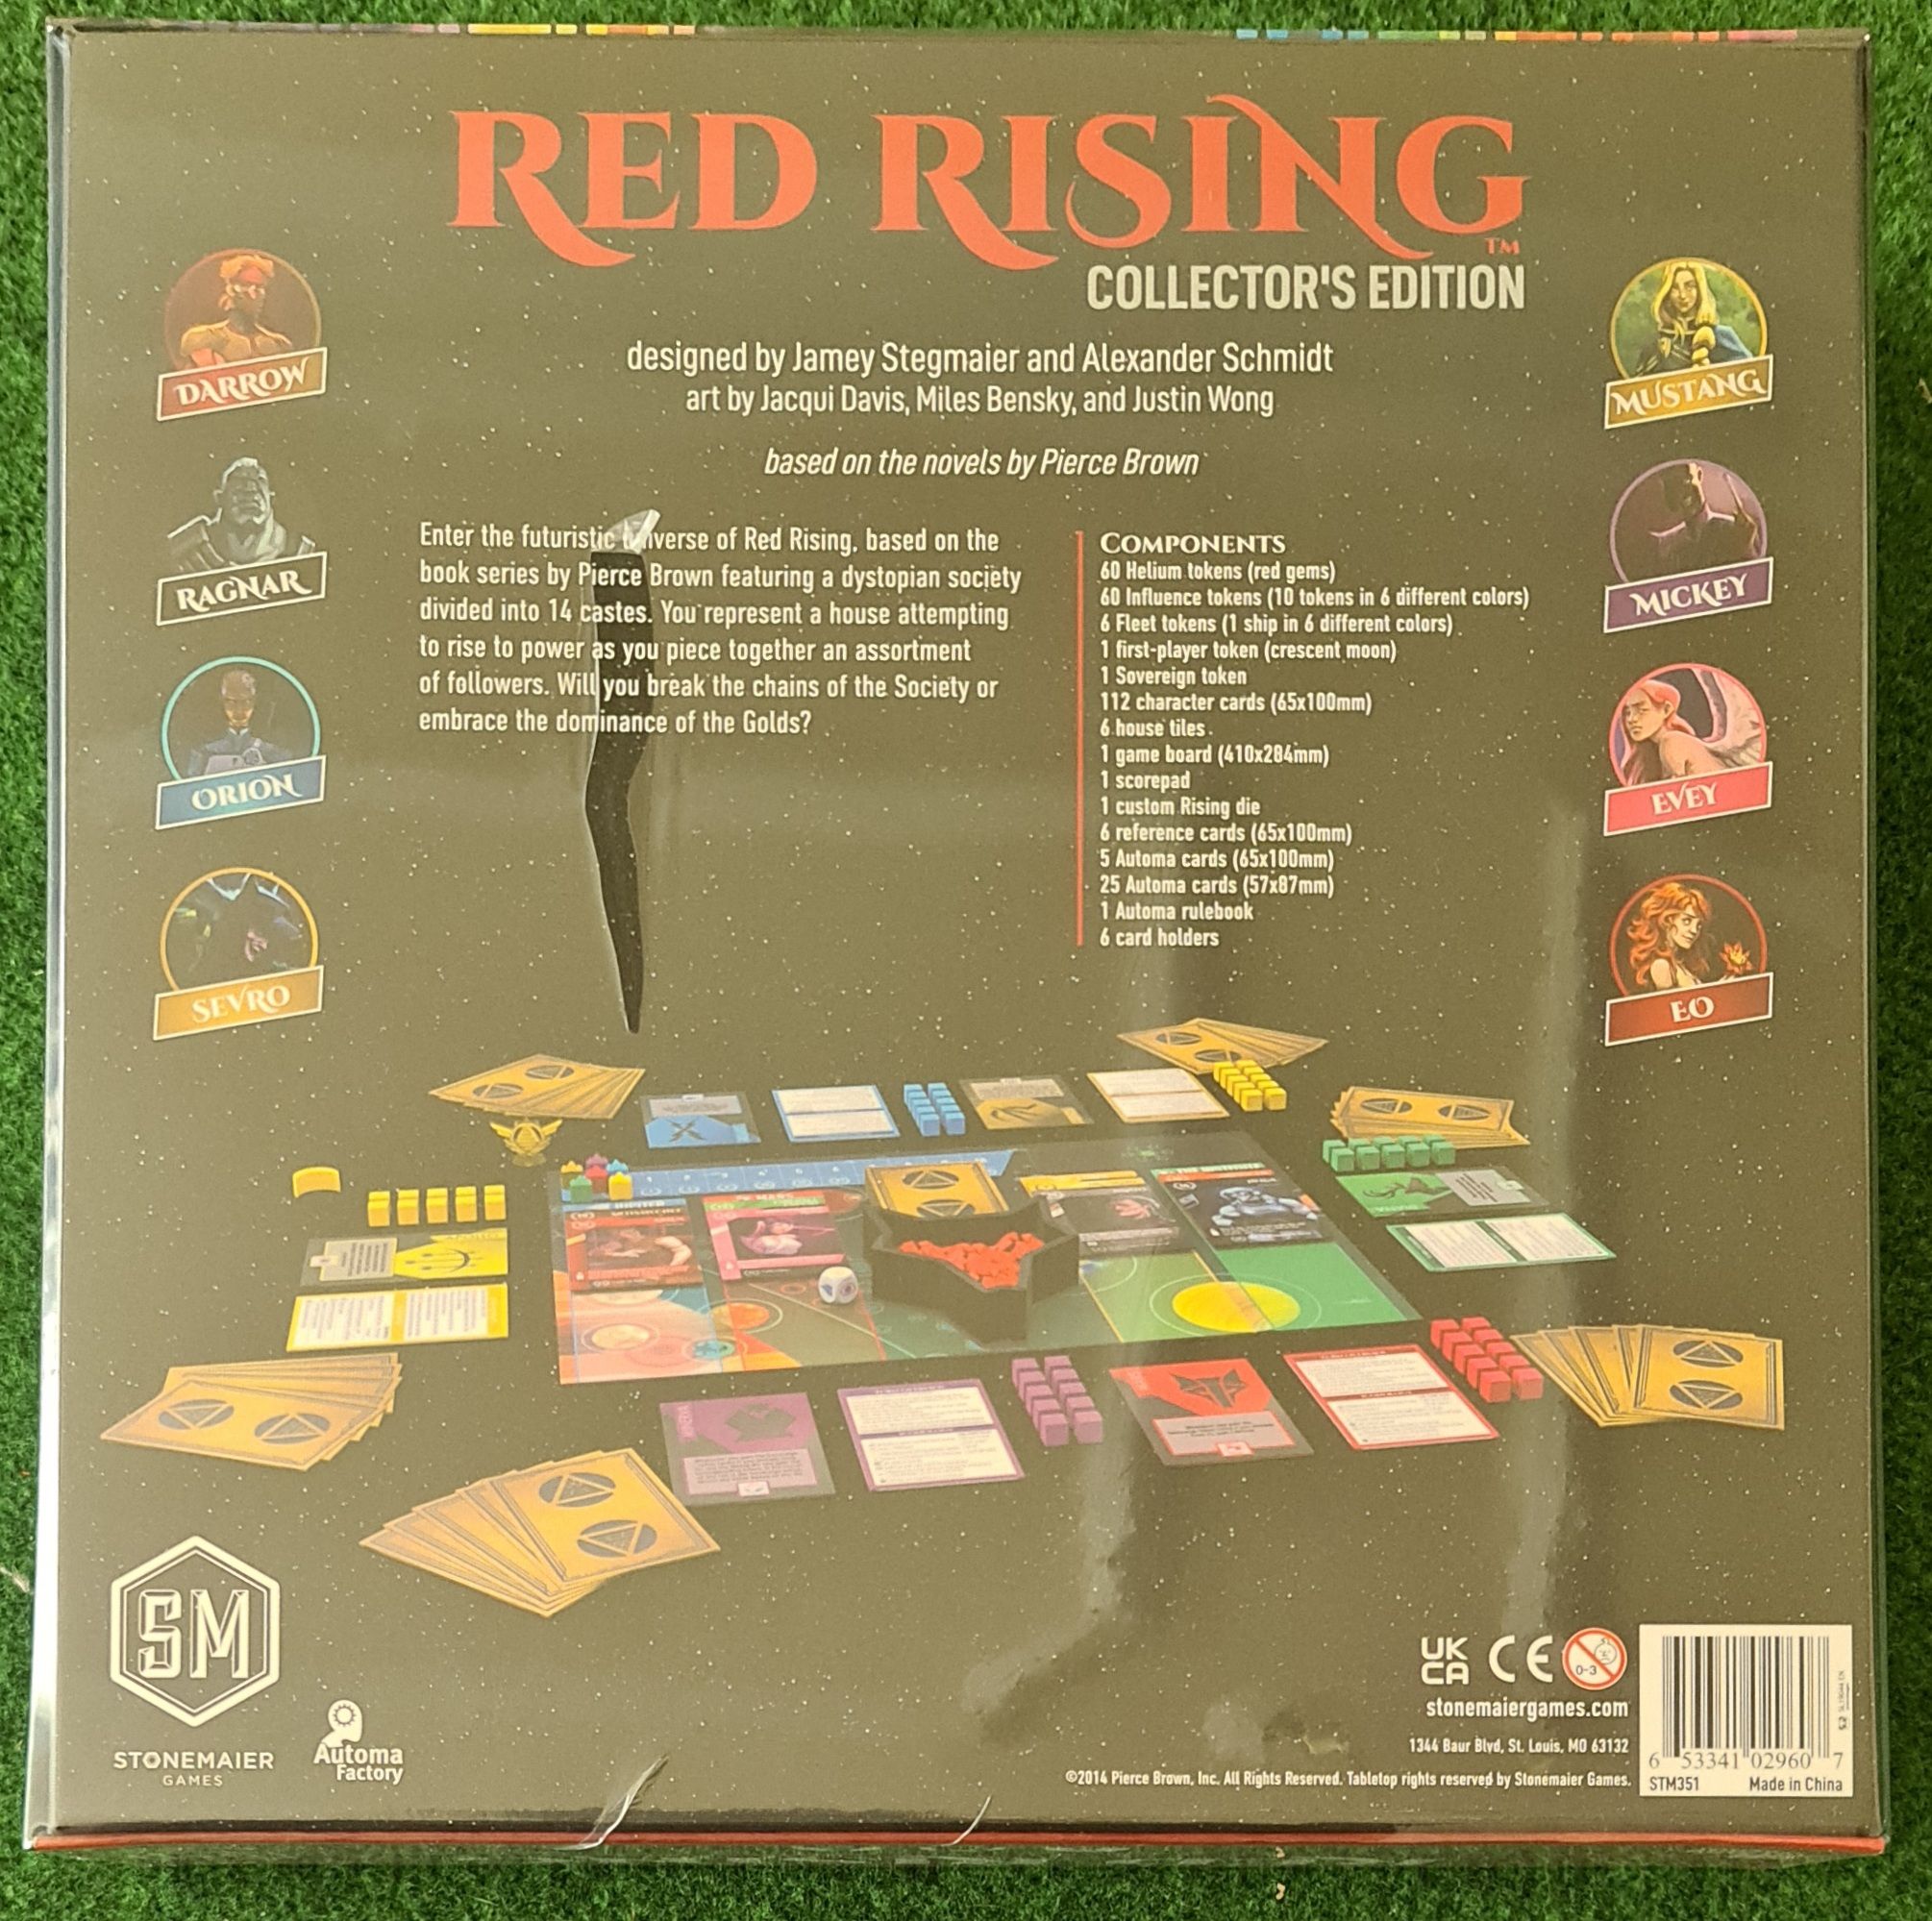 RED RISING
TM
COLLECTOR'S EDITION
designed by Jamey Stegmaier and Alexander Schmidt
art by Jacqui Davis, Miles Bensky, and Justin Wong
based on the novels by Pierce Brown
DARROW
RAGNAR
ORION
SEVRO
MUSTANG
MICKEY
EVEY
EO
Enter the futuristic universe of Red Rising, based on the
book series by Pierce Brown featuring a dystopian society
divided into 14 castes. You represent a house attempting
to rise to power as you piece together an assortment
of followers. Will you break the chains of the Society or
embrace the dominance of the Golds?
COMPONENTS
60 Helium tokens (red gems)
60 Influence tokens (10 tokens in 6 different colors)
6 Fleet tokens (1 ship in 6 different colors)
1 first-player token (crescent moon)
1 Sovereign token
112 character cards (65x100mm)
6 house tiles
1 game board (410x284mm)
1 scorepad
1 custom Rising die
6 reference cards (65x100mm)
5 Automa cards (65x100mm)
25 Automa cards (57x87mm)
1 Automa rulebook
6 card holders
JUPITER
MARS
SM
STONEMAIER
GAMES
Automa
Factory
UK
CA
CE
0-3
stonemaiergames.com
1344 Baur Blvd, St. Louis, MO 63132
©2014 Pierce Brown, Inc. All Rights Reserved. Tabletop rights reserved by Stonemaier Games.
6 53341 02960 7
STM351 Made in China